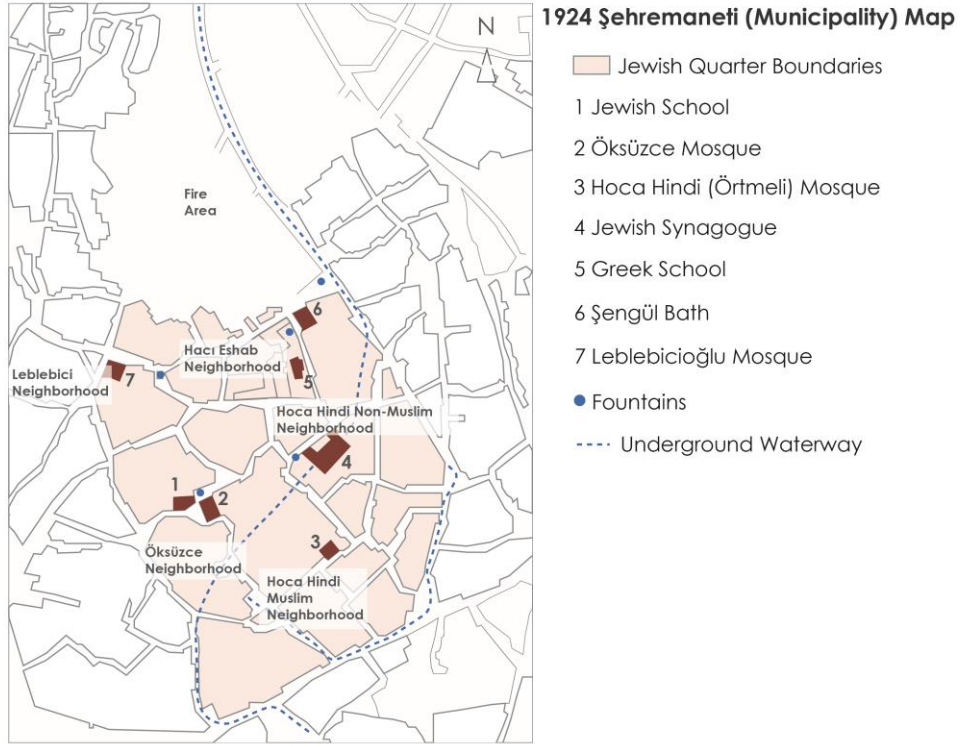 1924 Şehremaneti (Municipality) Map
N
Jewish Quarter Boundaries
1 Jewish School
2 Öksüzce Mosque
3 Hoca Hindi (Örtmeli) Mosque
4 Jewish Synagogue
5 Greek School
6 Şengül Bath
7 Leblebicioğlu Mosque
Fountains
Underground Waterway
Fire
Area
6
Hacı Eshab
Neighborhood
5
Leblebici
Neighborhood
7
Hoca Hindi Non-Muslim
Neighborhood
4
1
2
3
Öksüzce
Neighborhood
Hoca Hindi
Muslim
Neighborhood